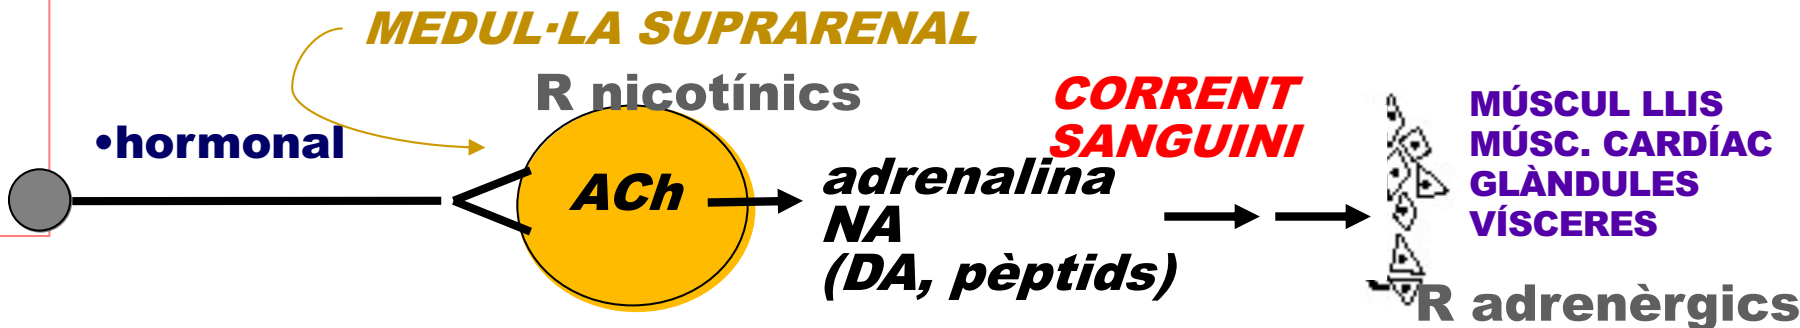 MEDUL·LA SUPRARENAL
R nicotínics
•hormonal
ACh
adrenalina
NA
(DA, pèptids)
CORRENT
SANGUINI
MÚSCUL LLIS
MÚSC. CARDÍAC
GLÀNDULES
VÍSCERES
R adrenèrgics